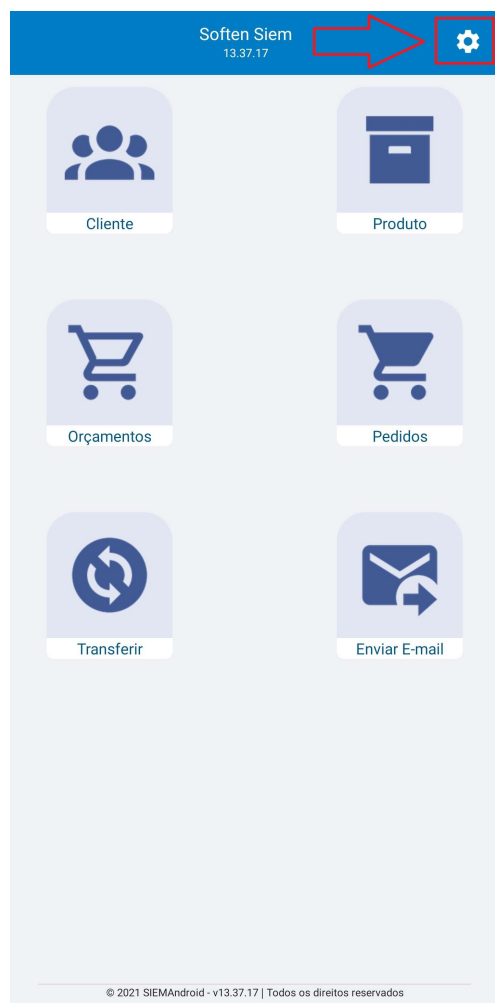 Soften Siem
13.37.17
Cliente
Produto
Orçamentos
Pedidos
Transferir
Enviar E-mail
© 2021 SIEMAndroid - v13.37.17 | Todos os direitos reservados